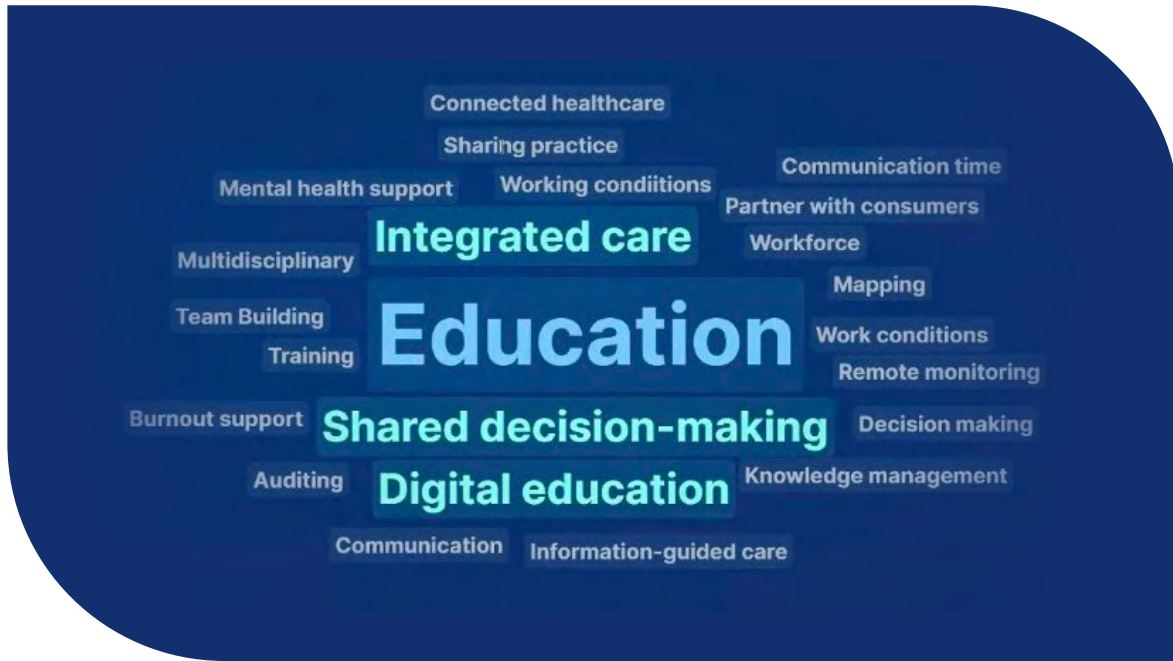 Connected healthcare
Sharing practice
Communication time
Mental health support
Working condiitions
Partner with consumers
Integrated care
Workforce
Multidisciplinary
Mapping
Team Building
Education
Work conditions
Training
Remote monitoring
Burnout support
Shared decision-making
Decision making
Auditing
Digital education
Knowledge management
Communication
Information-guided care